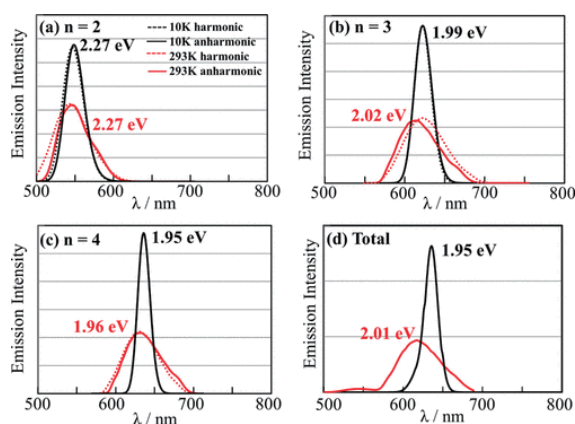 (a) n = 2
10K harmonic
10K anharmonic
293K harmonic
293K anharmonic
2.27 eV
2.27 eV
Emission Intensity
500 600 700 800
λ / nm
(b) n = 3
1.99 eV
2.02 eV
Emission Intensity
500 600 700 800
λ / nm
(c) n = 4
1.95 eV
1.96 eV
Emission Intensity
500 600 700 800
λ / nm
(d) Total
1.95 eV
2.01 eV
Emission Intensity
500 600 700 800
λ / nm